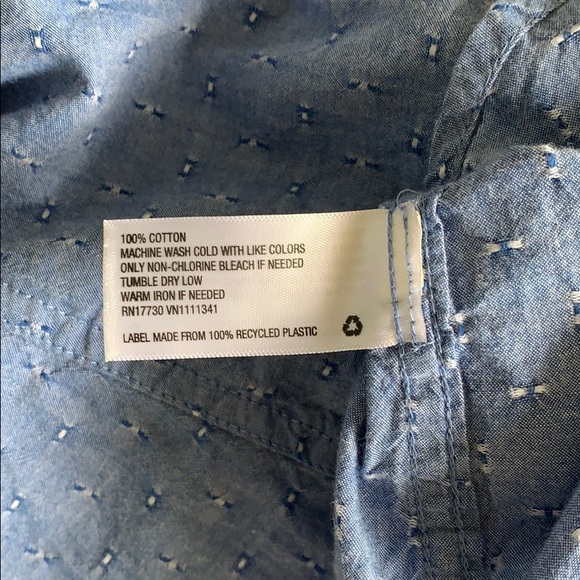 100% COTTON
MACHINE WASH COLD WITH LIKE COLORS
ONLY NON-CHLORINE BLEACH IF NEEDED
TUMBLE DRY LOW
WARM IRON IF NEEDED
RN17730 VN1111341
LABEL MADE FROM 100% RECYCLED PLASTIC